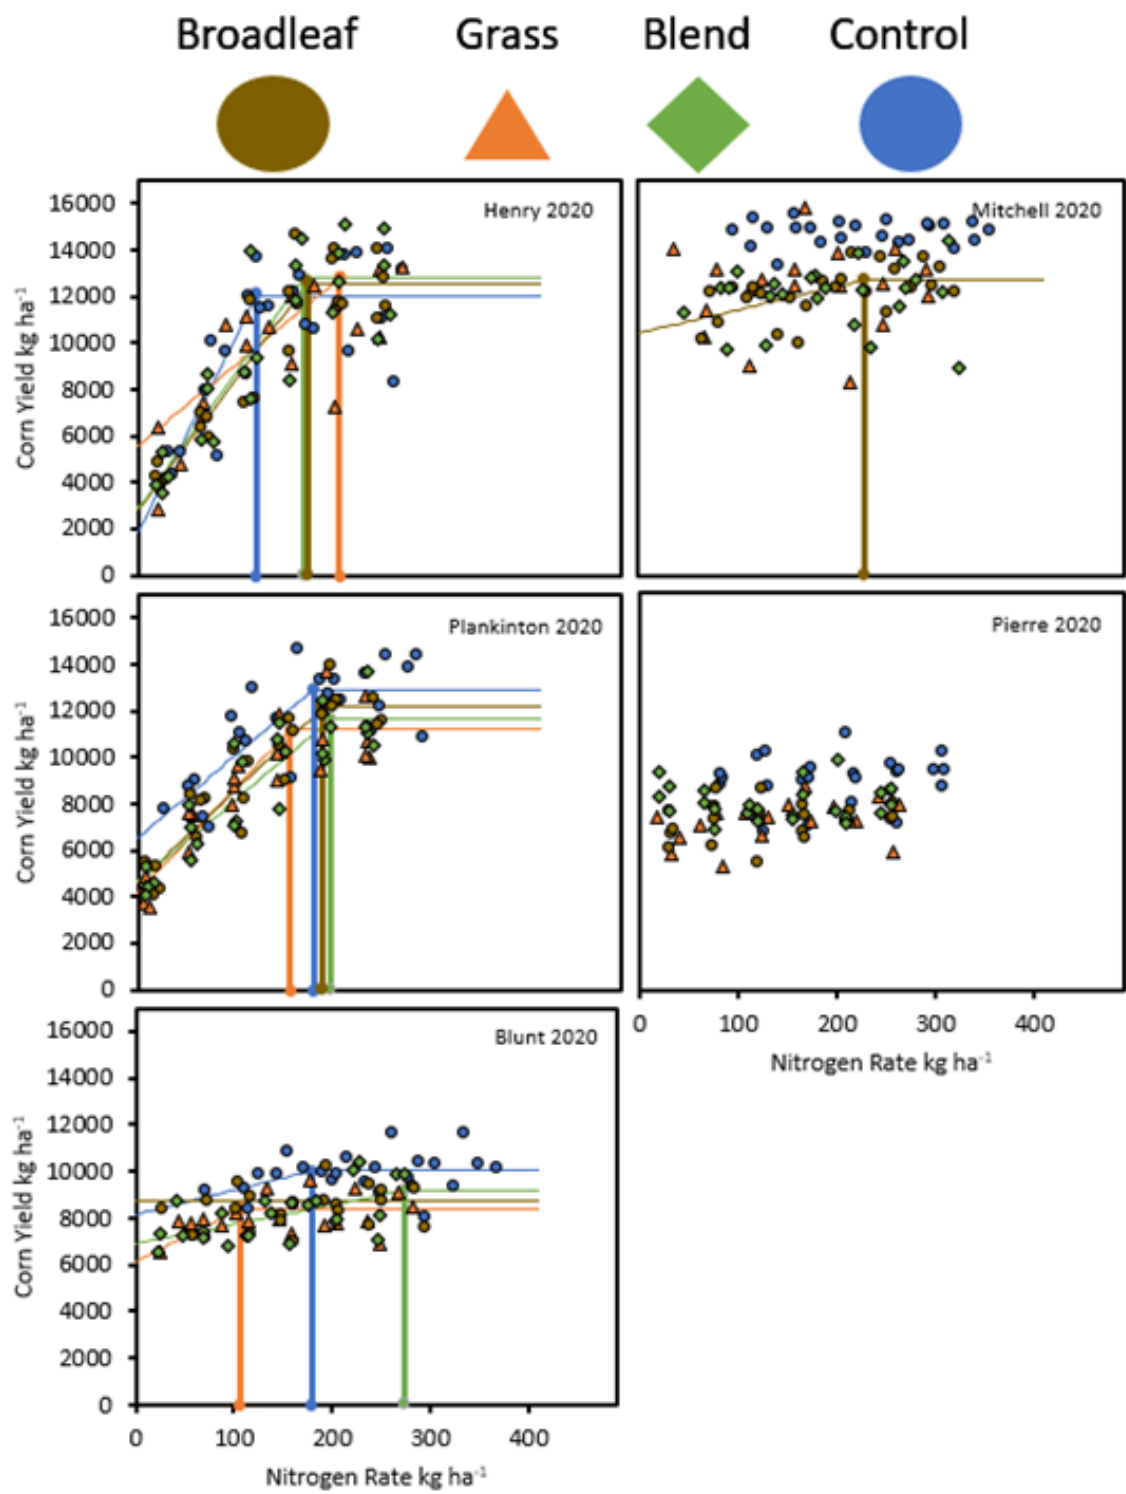 Broadleaf Grass Blend Control
Henry 2020
16000
14000
12000
10000
8000
6000
4000
2000
0
Corn Yield kg ha⁻¹
Mitchell 2020
Plankinton 2020
16000
14000
12000
10000
8000
6000
4000
2000
0
Corn Yield kg ha⁻¹
Pierre 2020
0 100 200 300 400
Nitrogen Rate kg ha⁻¹
Blunt 2020
16000
14000
12000
10000
8000
6000
4000
2000
0
Corn Yield kg ha⁻¹
0 100 200 300 400
Nitrogen Rate kg ha⁻¹